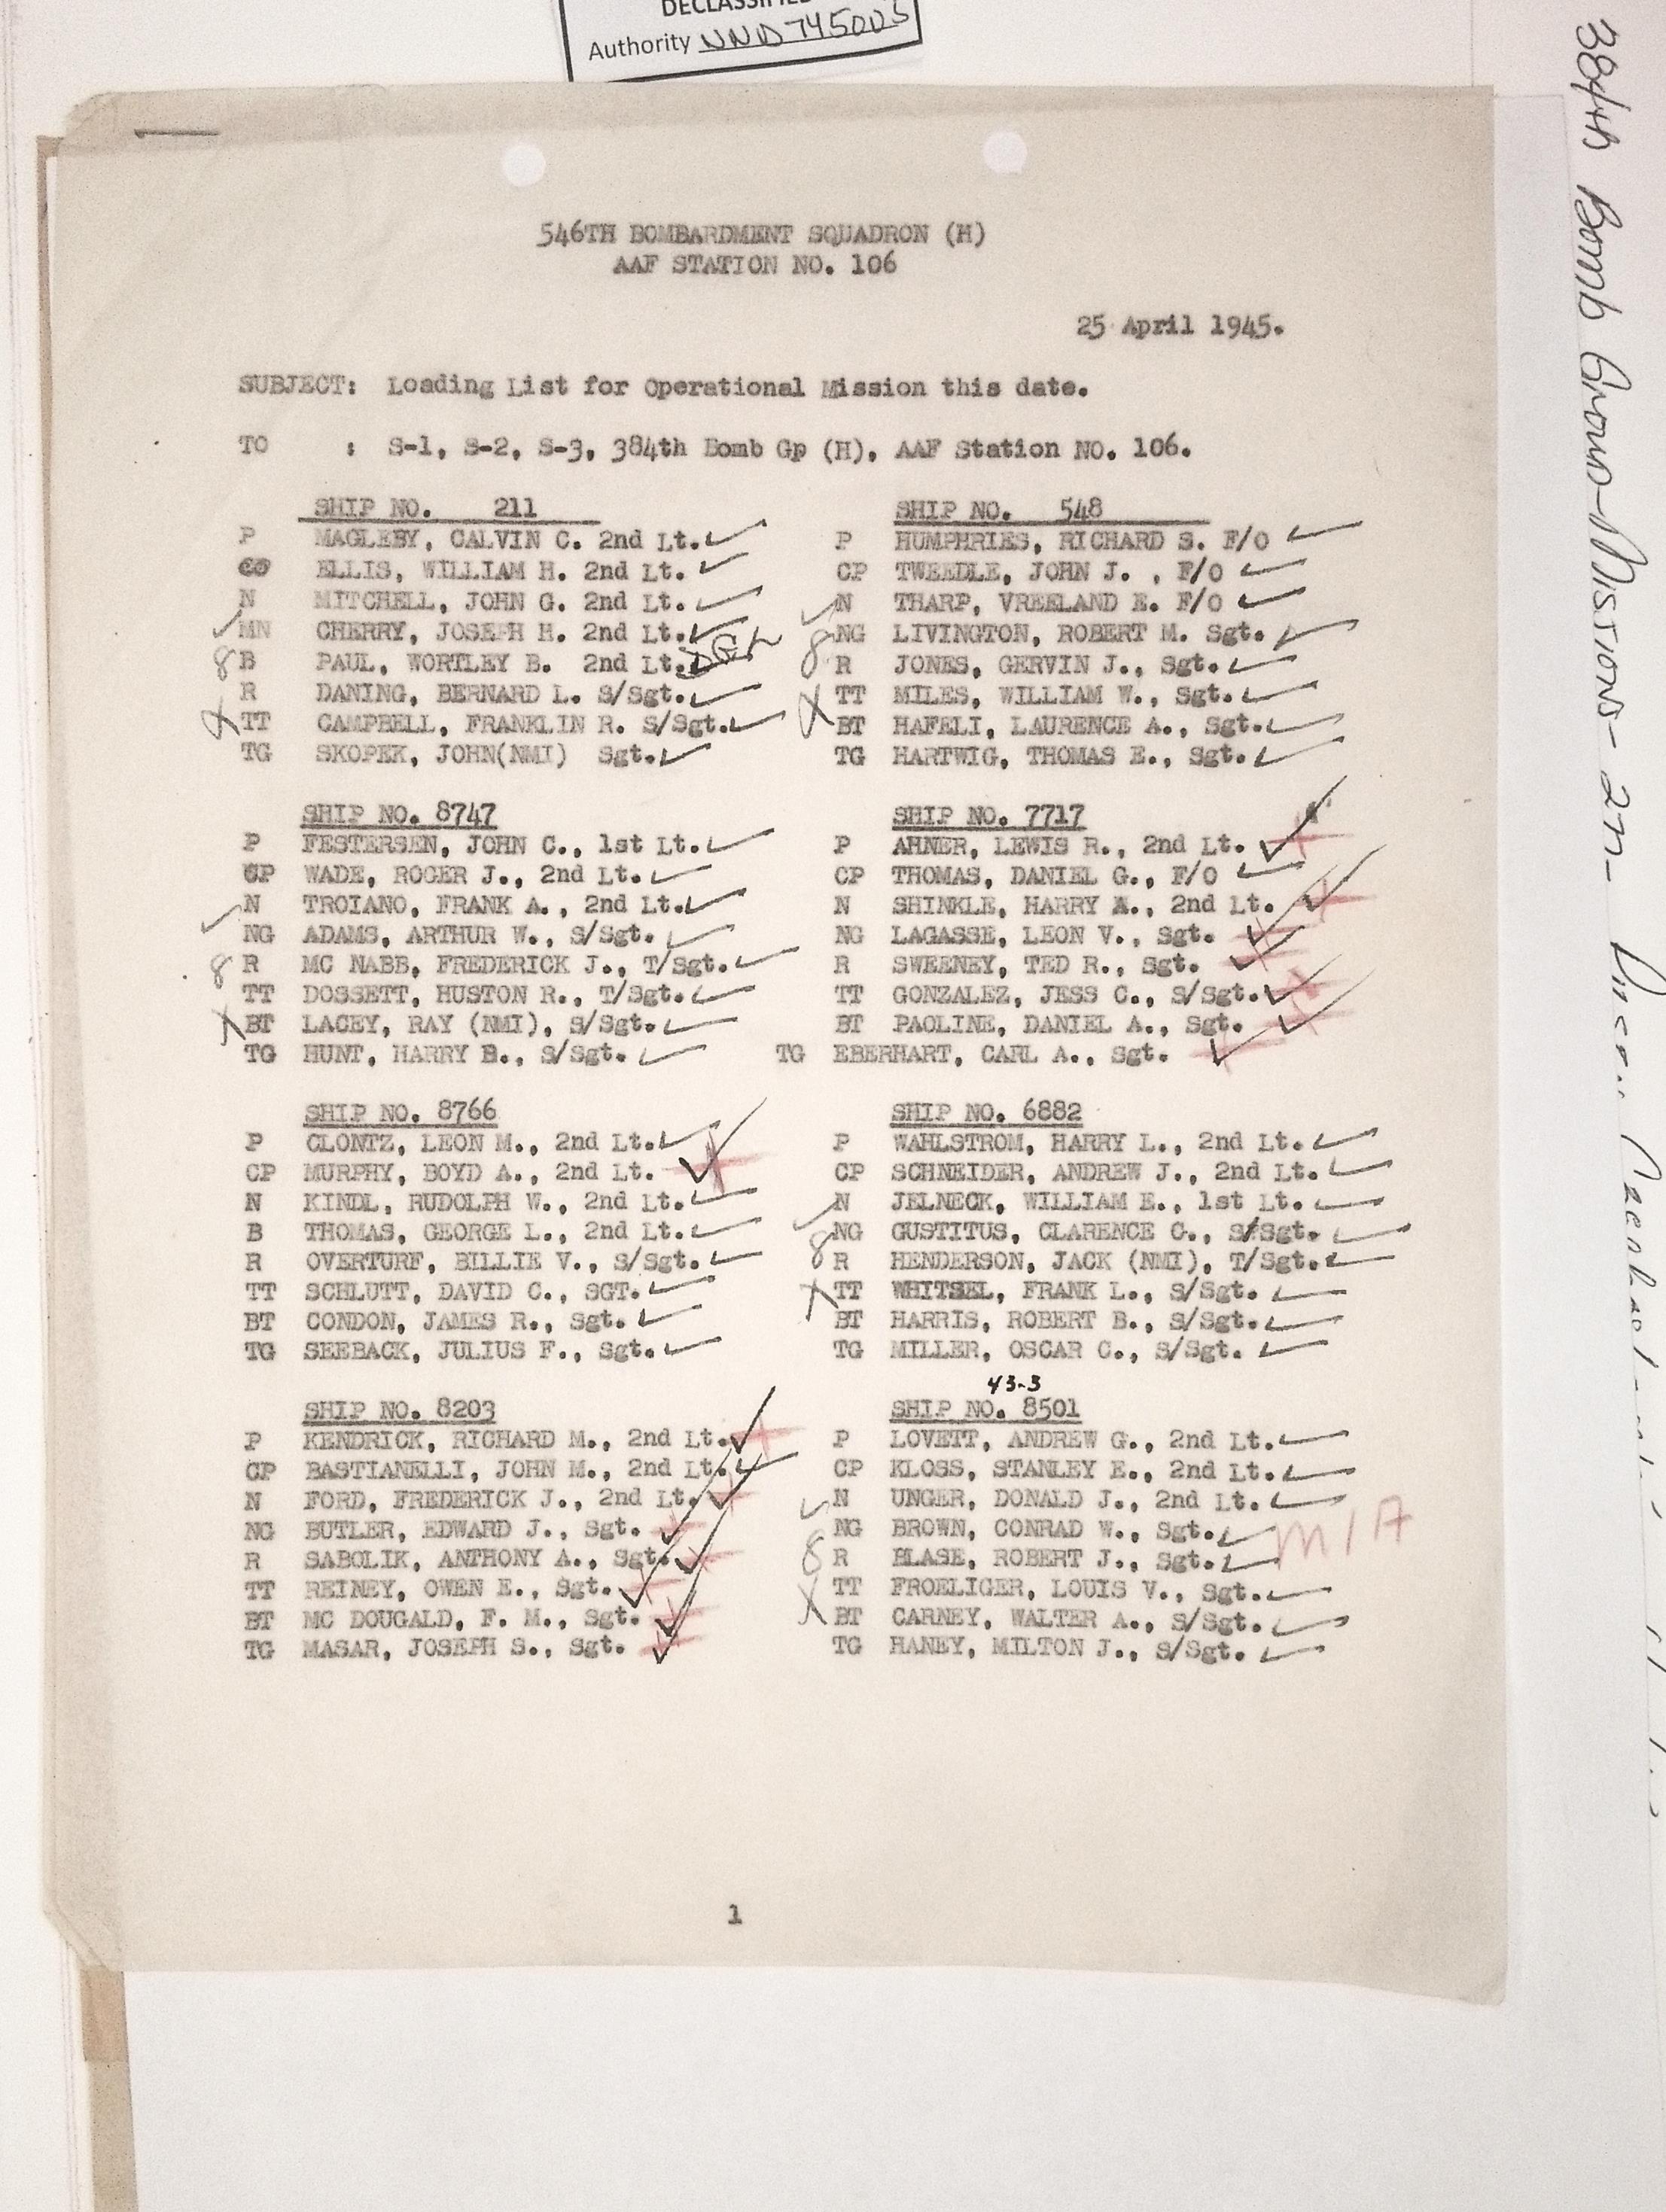 DECLASSIFIED
Authority NND 745005
384th Bomb Group-Missions-
546TH BOMBARDMENT SQUADRON (H)
AAF STATION NO. 106
25 April 1945.
SUBJECT: Loading List for Operational Mission this date.
TO : S-1, S-2, S-3, 384th Bomb Gp (H), AAF Station NO. 106.
SHIP NO. 211
P MAGLEBY, CALVIN C. 2nd Lt.
ELLIS, WILLIAM H. 2nd Lt.
N MITCHELL, JOHN G. 2nd Lt.
MN CHERRY, JOSEPH H. 2nd Lt.
8 B PAUL, WORTLEY B. 2nd Lt.
R DANING, BERNARD L. S/Sgt.
X TT CAMPBELL, FRANKLIN R. S/Sgt.
TG SKOPEK, JOHN(NMI) Sgt.
SHIP NO. 548
P HUMPHRIES, RICHARD S. F/O
CP TWEEDLE, JOHN J. , F/O
N THARP, VREELAND E. F/O
8 NG LIVINGTON, ROBERT M. Sgt.
R JONES, GERVIN J., Sgt.
X TT MILES, WILLIAM W., Sgt.
BT HAFELI, LAURENCE A., Sgt.
TG HARTWIG, THOMAS E., Sgt.
SHIP NO. 8747
P FESTERSEN, JOHN C., 1st Lt.
CP WADE, ROGER J., 2nd Lt.
N TROIANO, FRANK A., 2nd Lt.
NG ADAMS, ARTHUR W., S/Sgt.
8 R MC NABB, FREDERICK J., T/Sgt.
TT DOSSETT, HUSTON R., T/Sgt.
X BT LACEY, RAY (NMI), S/Sgt.
TG HUNT, HARRY B., S/Sgt.
SHIP NO. 7717
P AHNER, LEWIS R., 2nd Lt.
CP THOMAS, DANIEL G., F/O
N SHINKLE, HARRY A., 2nd Lt.
NG LAGASSE, LEON V., Sgt.
R SWEENEY, TED R., Sgt.
TT GONZALEZ, JESS C., S/Sgt.
BT PAOLINE, DANIEL A., Sgt.
TG EBERHART, CARL A., Sgt.
SHIP NO. 8766
P CLONTZ, LEON M., 2nd Lt.
CP MURPHY, BOYD A., 2nd Lt.
N KINDL, RUDOLPH W., 2nd Lt.
B THOMAS, GEORGE L., 2nd Lt.
R OVERTURF, BILLIE V., S/Sgt.
TT SCHLUTT, DAVID C., SGT.
BT CONDON, JAMES R., Sgt.
TG SEEBACK, JULIUS F., Sgt.
SHIP NO. 6882
P WAHLSTROM, HARRY L., 2nd Lt.
CP SCHNEIDER, ANDREW J., 2nd Lt.
N JELNECK, WILLIAM E., 1st Lt.
NG GUSTITUS, CLARENCE C., S/Sgt.
8 R HENDERSON, JACK (NMI), T/Sgt.
X TT WHITSEL, FRANK L., S/Sgt.
BT HARRIS, ROBERT B., S/Sgt.
TG MILLER, OSCAR C., S/Sgt.
SHIP NO. 8203
P KENDRICK, RICHARD M., 2nd Lt.
CP BASTIANELLI, JOHN M., 2nd Lt.
N FORD, FREDERICK J., 2nd Lt.
NG BUTLER, EDWARD J., Sgt.
R SABOLIK, ANTHONY A., Sgt.
TT REINEY, OWEN E., Sgt.
BT MC DOUGALD, F. M., Sgt.
TG MASAR, JOSEPH S., Sgt.
43-3
SHIP NO. 8501
P LOVETT, ANDREW G., 2nd Lt.
CP KLOSS, STANLEY E., 2nd Lt.
N UNGER, DONALD J., 2nd Lt.
NG BROWN, CONRAD W., Sgt. MIA
8 R BLASE, ROBERT J., Sgt.
X TT FROELIGER, LOUIS V., Sgt.
BT CARNEY, WALTER A., S/Sgt.
TG HANEY, MILTON J., S/Sgt.
1